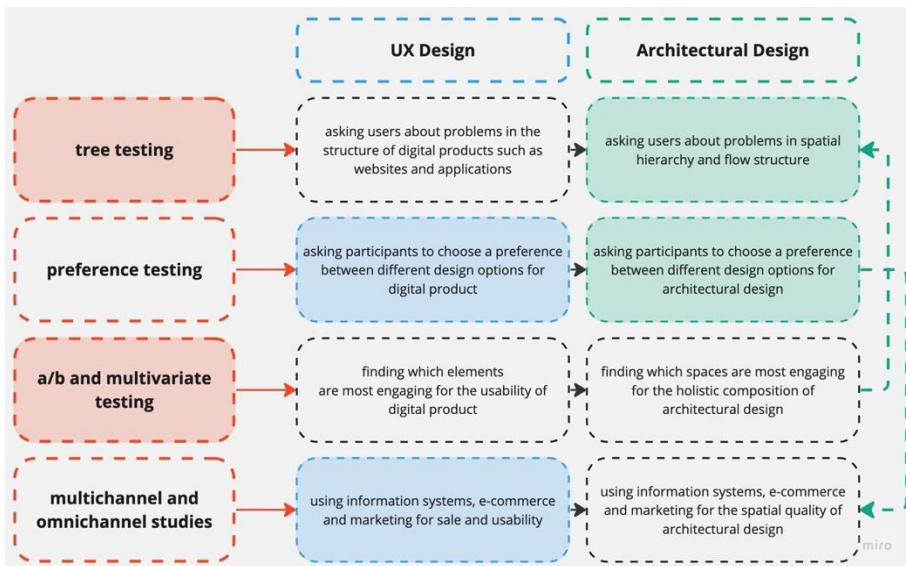 UX Design
Architectural Design
tree testing
asking users about problems in the
structure of digital products such as
websites and applications
asking users about problems in spatial
hierarchy and flow structure
preference testing
asking participants to choose a preference
between different design options for
digital product
asking participants to choose a preference
between different design options for
architectural design
a/b and multivariate
testing
finding which elements
are most engaging for the usability of
digital product
finding which spaces are most engaging
for the holistic composition of
architectural design
multichannel and
omnichannel studies
using information systems, e-commerce
and marketing for sale and usability
using information systems, e-commerce
and marketing for the spatial quality of
architectural design
miro